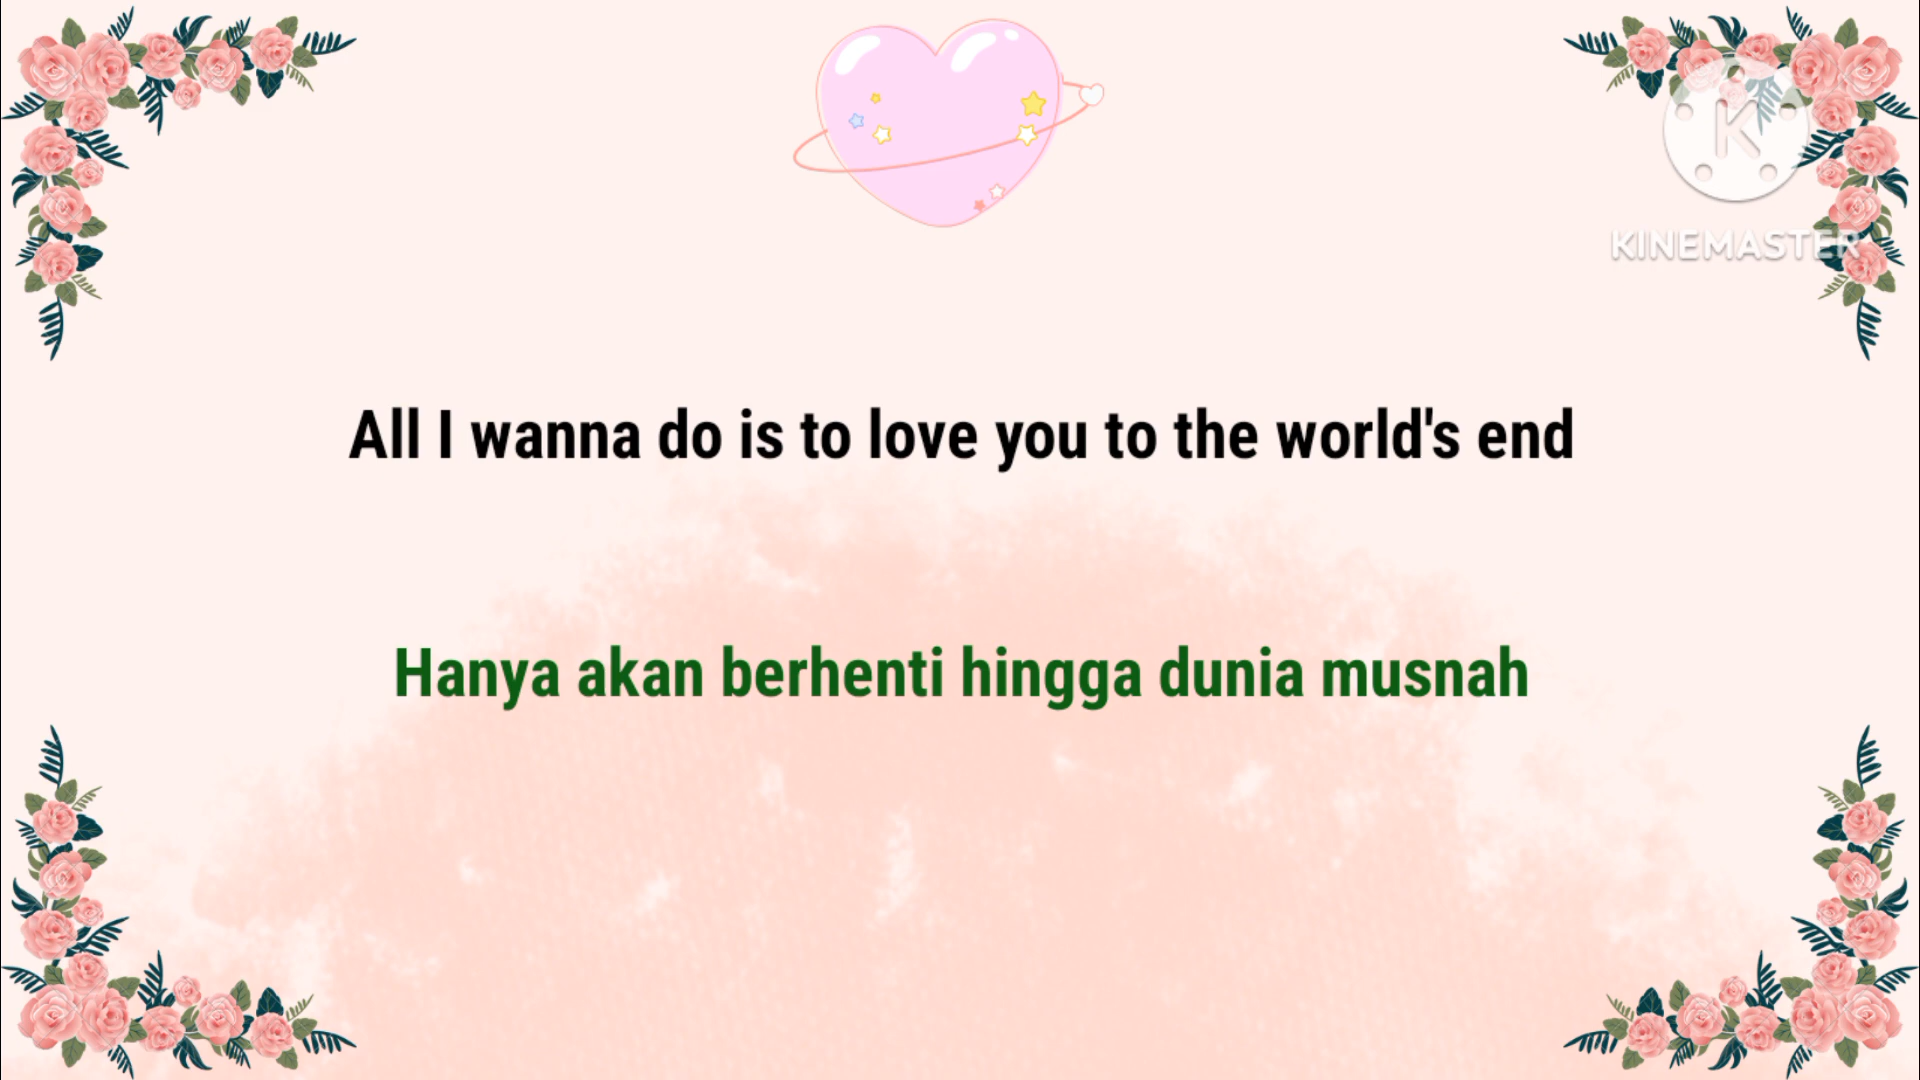 KINEMASTER
All I wanna do is to love you to the world's end
Hanya akan berhenti hingga dunia musnah